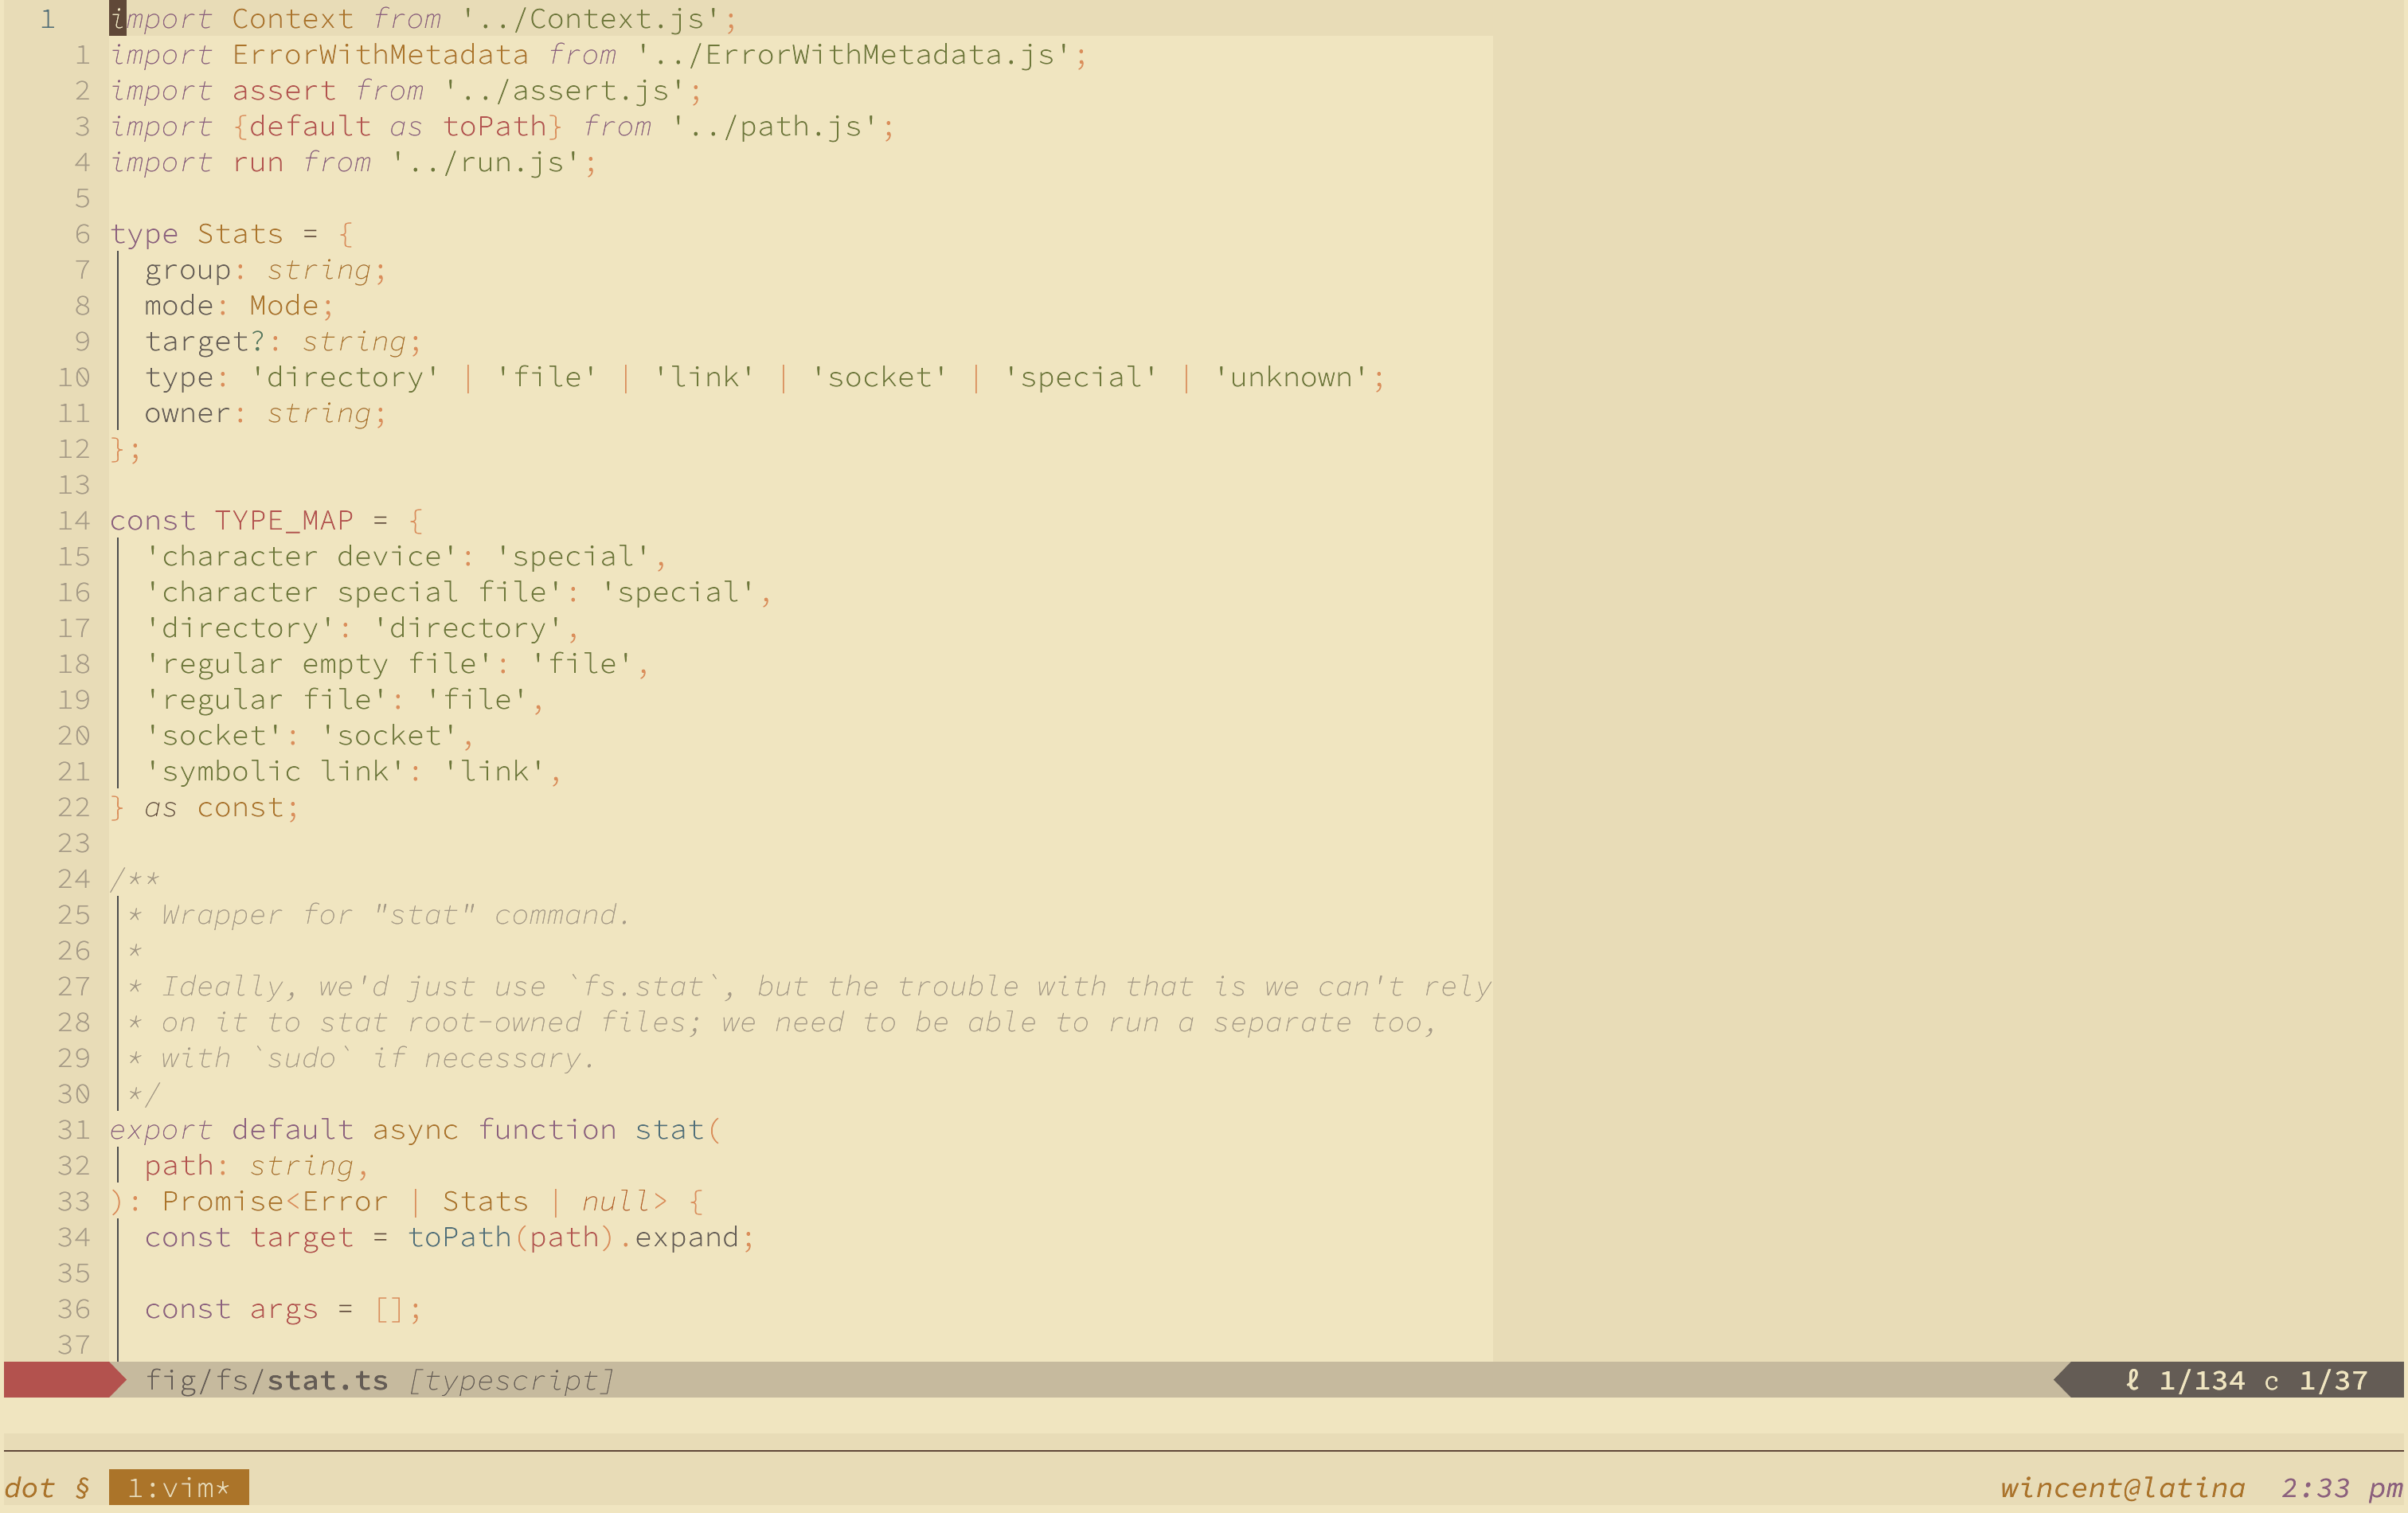 1   import Context from '../Context.js';
  1 import ErrorWithMetadata from '../ErrorWithMetadata.js';
  2 import assert from '../assert.js';
  3 import {default as toPath} from '../path.js';
  4 import run from '../run.js';
  5
  6 type Stats = {
  7   group: string;
  8   mode: Mode;
  9   target?: string;
 10   type: 'directory' | 'file' | 'link' | 'socket' | 'special' | 'unknown';
 11   owner: string;
 12 };
 13
 14 const TYPE_MAP = {
 15   'character device': 'special',
 16   'character special file': 'special',
 17   'directory': 'directory',
 18   'regular empty file': 'file',
 19   'regular file': 'file',
 20   'socket': 'socket',
 21   'symbolic link': 'link',
 22 } as const;
 23
 24 /**
 25  * Wrapper for "stat" command.
 26  *
 27  * Ideally, we'd just use `fs.stat`, but the trouble with that is we can't rely
 28  * on it to stat root-owned files; we need to be able to run a separate too,
 29  * with `sudo` if necessary.
 30  */
 31 export default async function stat(
 32   path: string,
 33 ): Promise<Error | Stats | null> {
 34   const target = toPath(path).expand;
 35
 36   const args = [];
 37
fig/fs/stat.ts [typescript] ℓ 1/134 c 1/37
dot § 1:vim* wincent@latina 2:33 pm